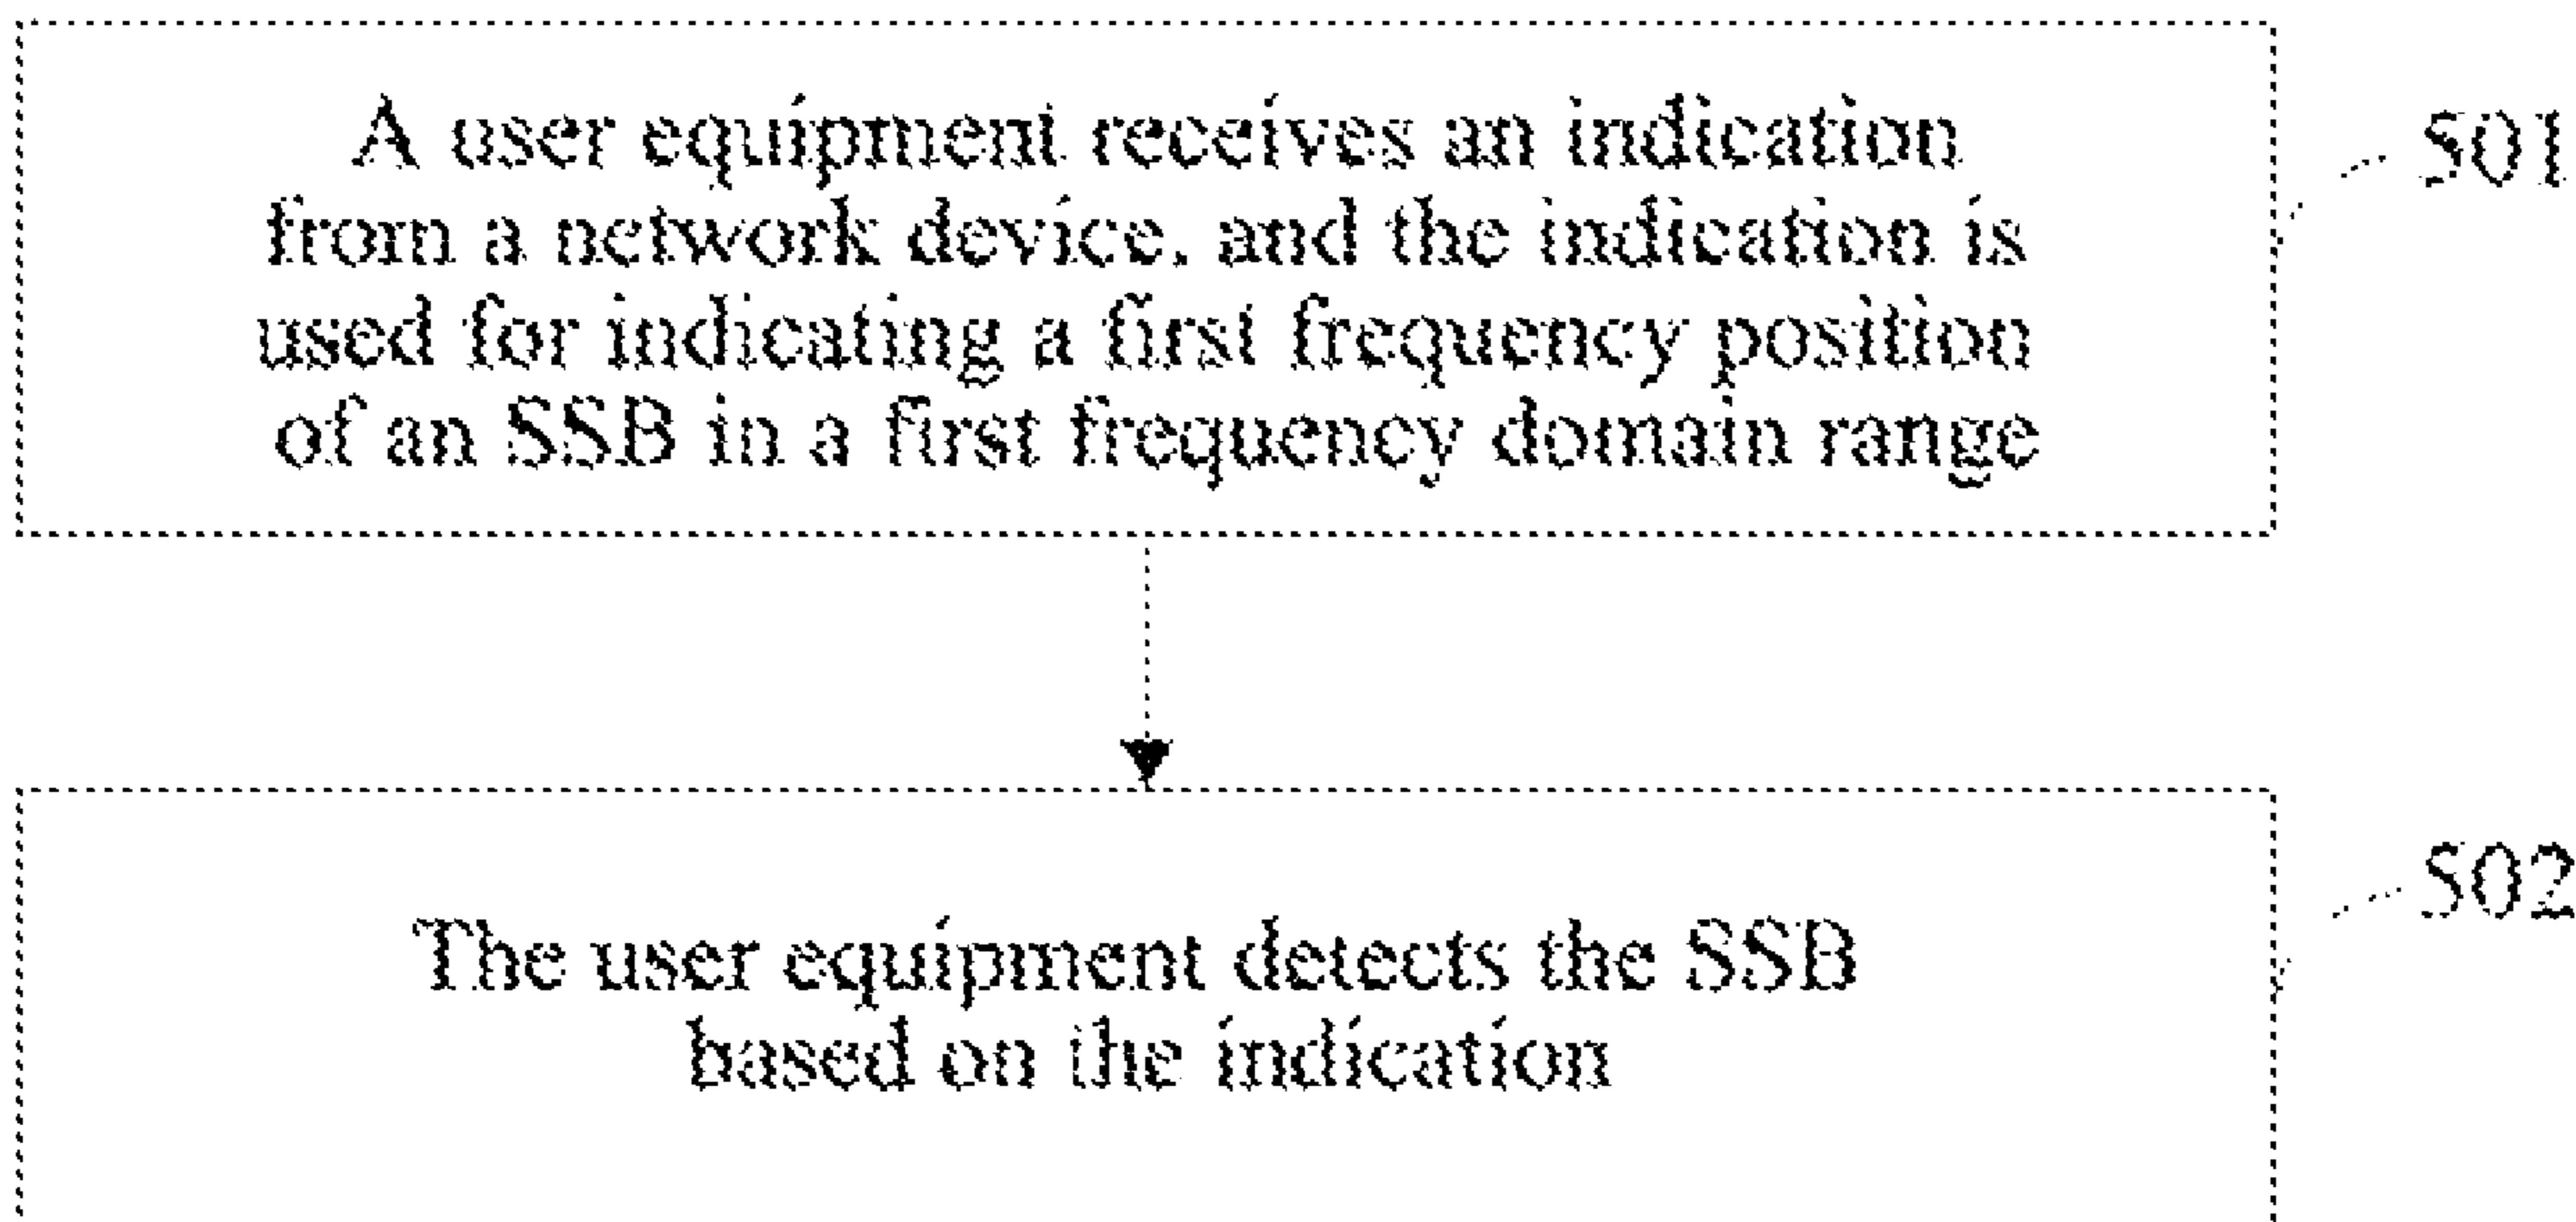 A user equipment receives an indication
from a network device, and the indication is
used for indicating a first frequency position
of an SSB in a first frequency domain range
S01
The user equipment detects the SSB
based on the indication
S02